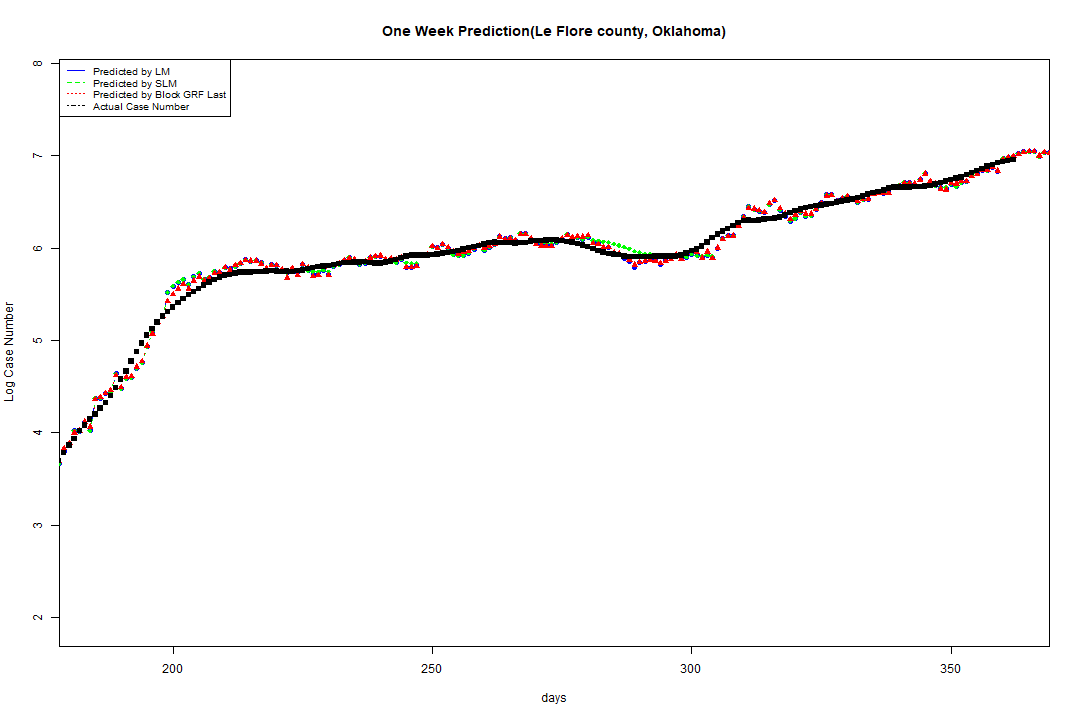 One Week Prediction(Le Flore county, Oklahoma)
Predicted by LM
Predicted by SLM
Predicted by Block GRF Last
Actual Case Number
8
7
6
5
4
3
2
Log Case Number
200 250 300 350
days